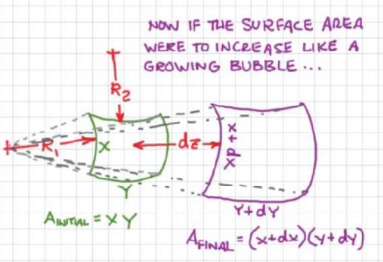 NOW IF THE SURFACE AREA
WERE TO INCREASE LIKE A
GROWING BUBBLE...
R₂
R₁
X
dz
x+dx
Y
Y+dY
AINITIAL = XY
AFINAL = (x+dx)(y+dy)